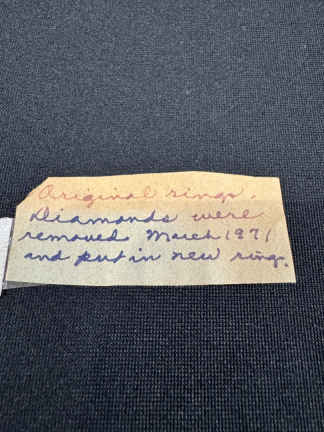 Original rings.
Diamonds were
removed March 1971
and put in new ring.